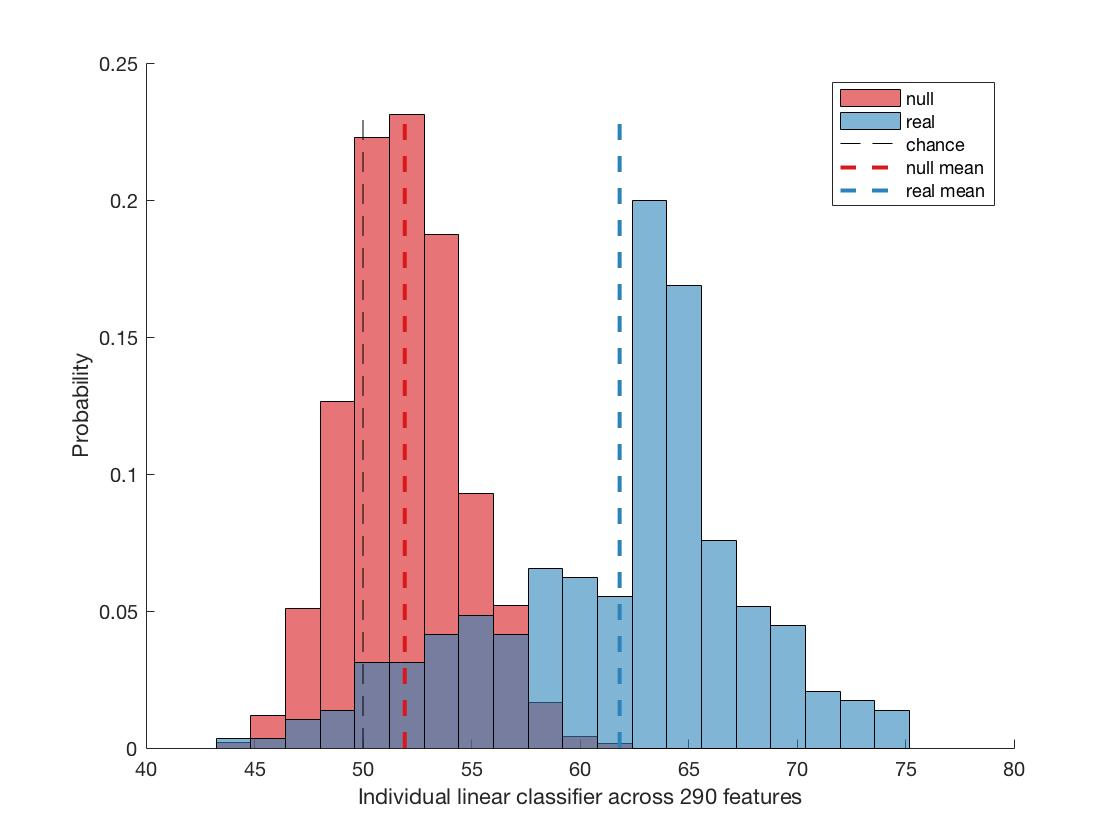 0.25
0.2
0.15
0.1
0.05
0
Probability
40 45 50 55 60 65 70 75 80
Individual linear classifier across 290 features
null
real
chance
null mean
real mean